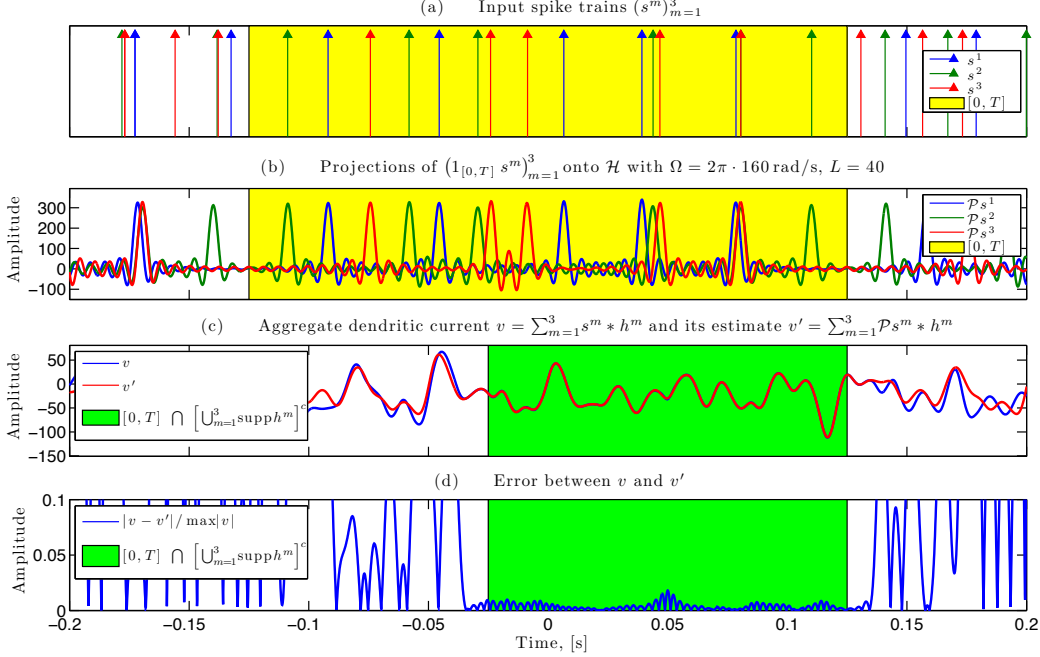 (a) Input spike trains (s^m)^3_{m=1}
s^1
s^2
s^3
[0, T]
(b) Projections of (1_{[0,T]} s^m)^3_{m=1} onto ℋ with Ω = 2π · 160 rad/s, L = 40
Amplitude
300
200
100
0
−100
𝒫s^1
𝒫s^2
𝒫s^3
[0, T]
(c) Aggregate dendritic current v = ∑^3_{m=1} s^m * h^m and its estimate v′ = ∑^3_{m=1} 𝒫s^m * h^m
Amplitude
50
0
−50
−100
−150
v
v′
[0, T] ∩ [⋃^3_{m=1} supp h^m]^c
(d) Error between v and v′
Amplitude
0.1
0.05
0
|v − v′| / max|v|
[0, T] ∩ [⋃^3_{m=1} supp h^m]^c
−0.2 −0.15 −0.1 −0.05 0 0.05 0.1 0.15 0.2
Time, [s]